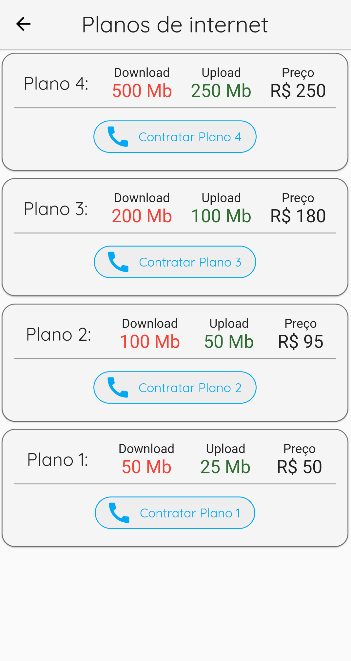 Planos de internet
Plano 4:
Download
Upload
Preço
500 Mb
250 Mb
R$ 250
Contratar Plano 4
Plano 3:
Download
Upload
Preço
200 Mb
100 Mb
R$ 180
Contratar Plano 3
Plano 2:
Download
Upload
Preço
100 Mb
50 Mb
R$ 95
Contratar Plano 2
Plano 1:
Download
Upload
Preço
50 Mb
25 Mb
R$ 50
Contratar Plano 1